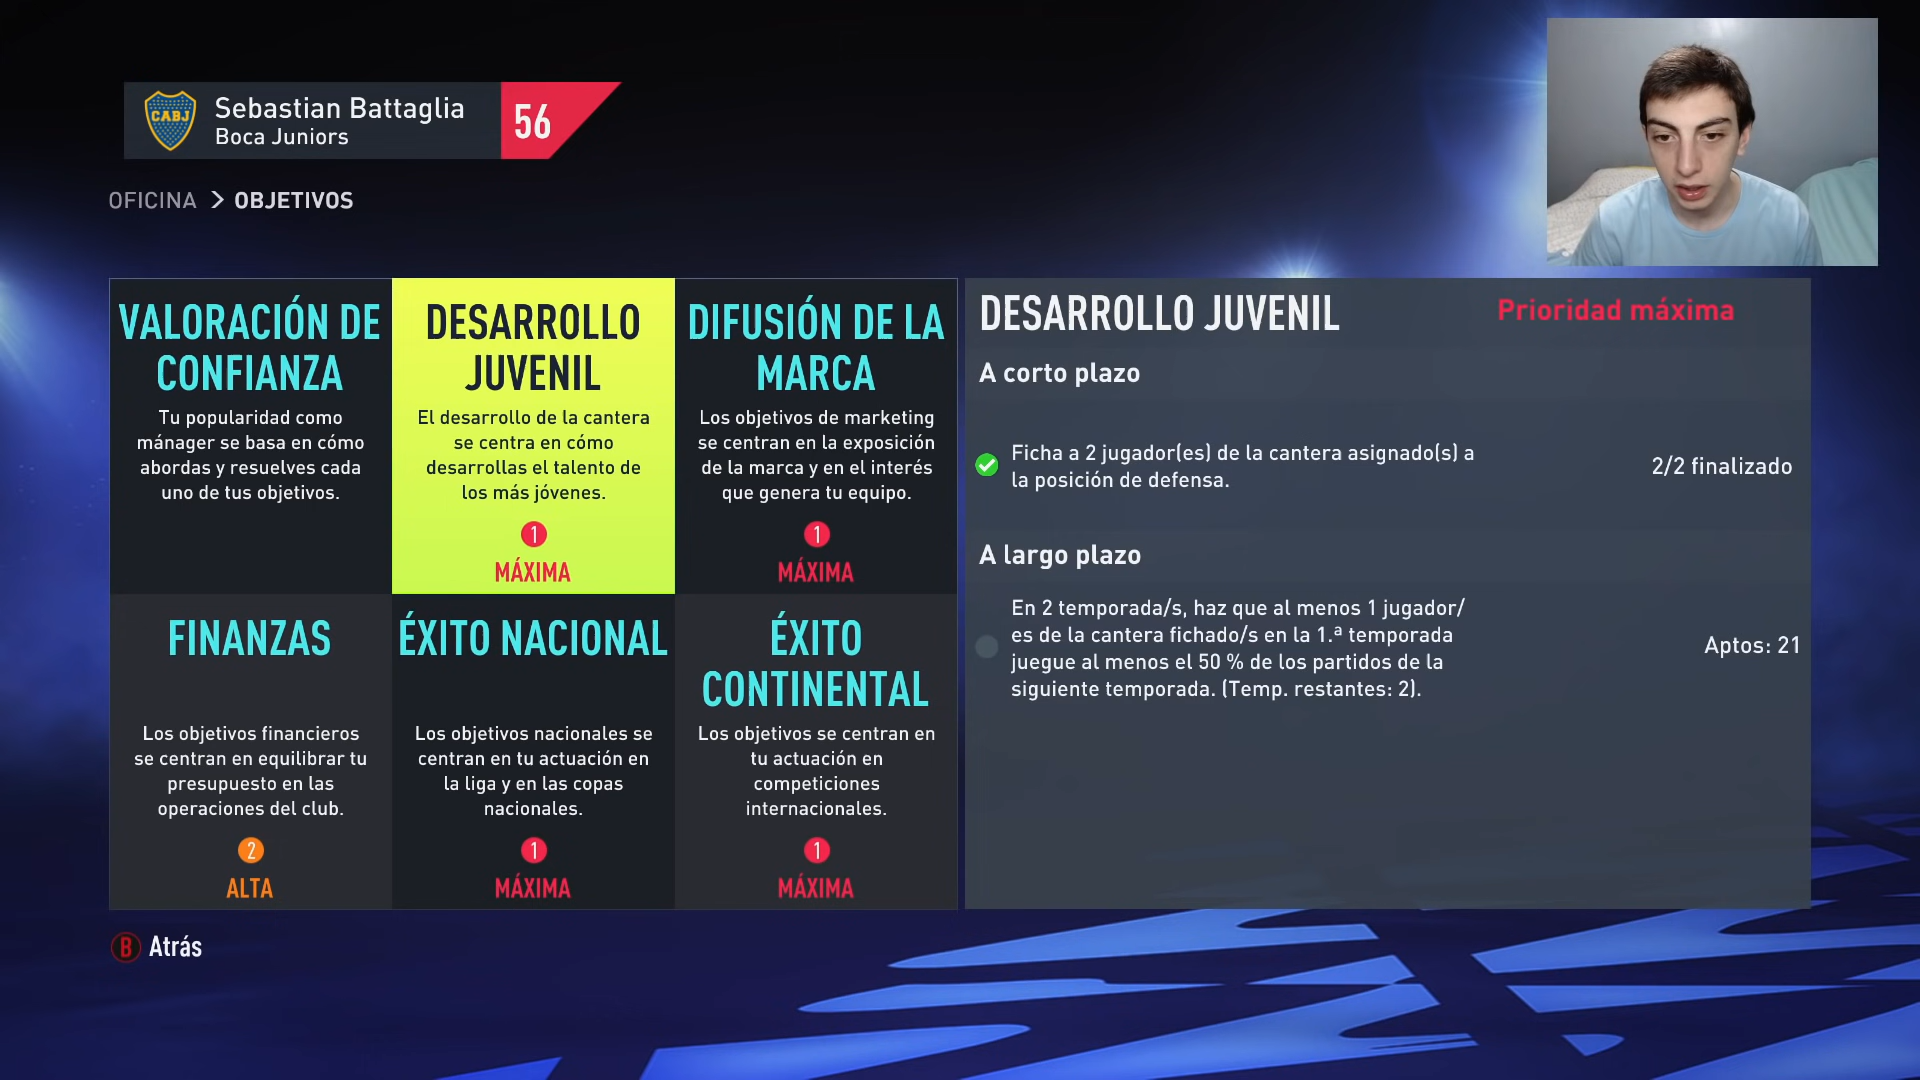 CABJ
Sebastian Battaglia
Boca Juniors
56
OFICINA > OBJETIVOS
VALORACIÓN DE
CONFIANZA
Tu popularidad como
mánager se basa en cómo
abordas y resuelves cada
uno de tus objetivos.
DESARROLLO
JUVENIL
El desarrollo de la cantera
se centra en cómo
desarrollas el talento de
los más jóvenes.
1
MÁXIMA
DIFUSIÓN DE LA
MARCA
Los objetivos de marketing
se centran en la exposición
de la marca y en el interés
que genera tu equipo.
1
MÁXIMA
FINANZAS
Los objetivos financieros
se centran en equilibrar tu
presupuesto en las
operaciones del club.
2
ALTA
ÉXITO NACIONAL
Los objetivos nacionales se
centran en tu actuación en
la liga y en las copas
nacionales.
1
MÁXIMA
ÉXITO
CONTINENTAL
Los objetivos se centran en
tu actuación en
competiciones
internacionales.
1
MÁXIMA
DESARROLLO JUVENIL
Prioridad máxima
A corto plazo
Ficha a 2 jugador(es) de la cantera asignado(s) a
la posición de defensa.
2/2 finalizado
A largo plazo
En 2 temporada/s, haz que al menos 1 jugador/
es de la cantera fichado/s en la 1.ª temporada
juegue al menos el 50 % de los partidos de la
siguiente temporada. (Temp. restantes: 2).
Aptos: 21
B Atrás